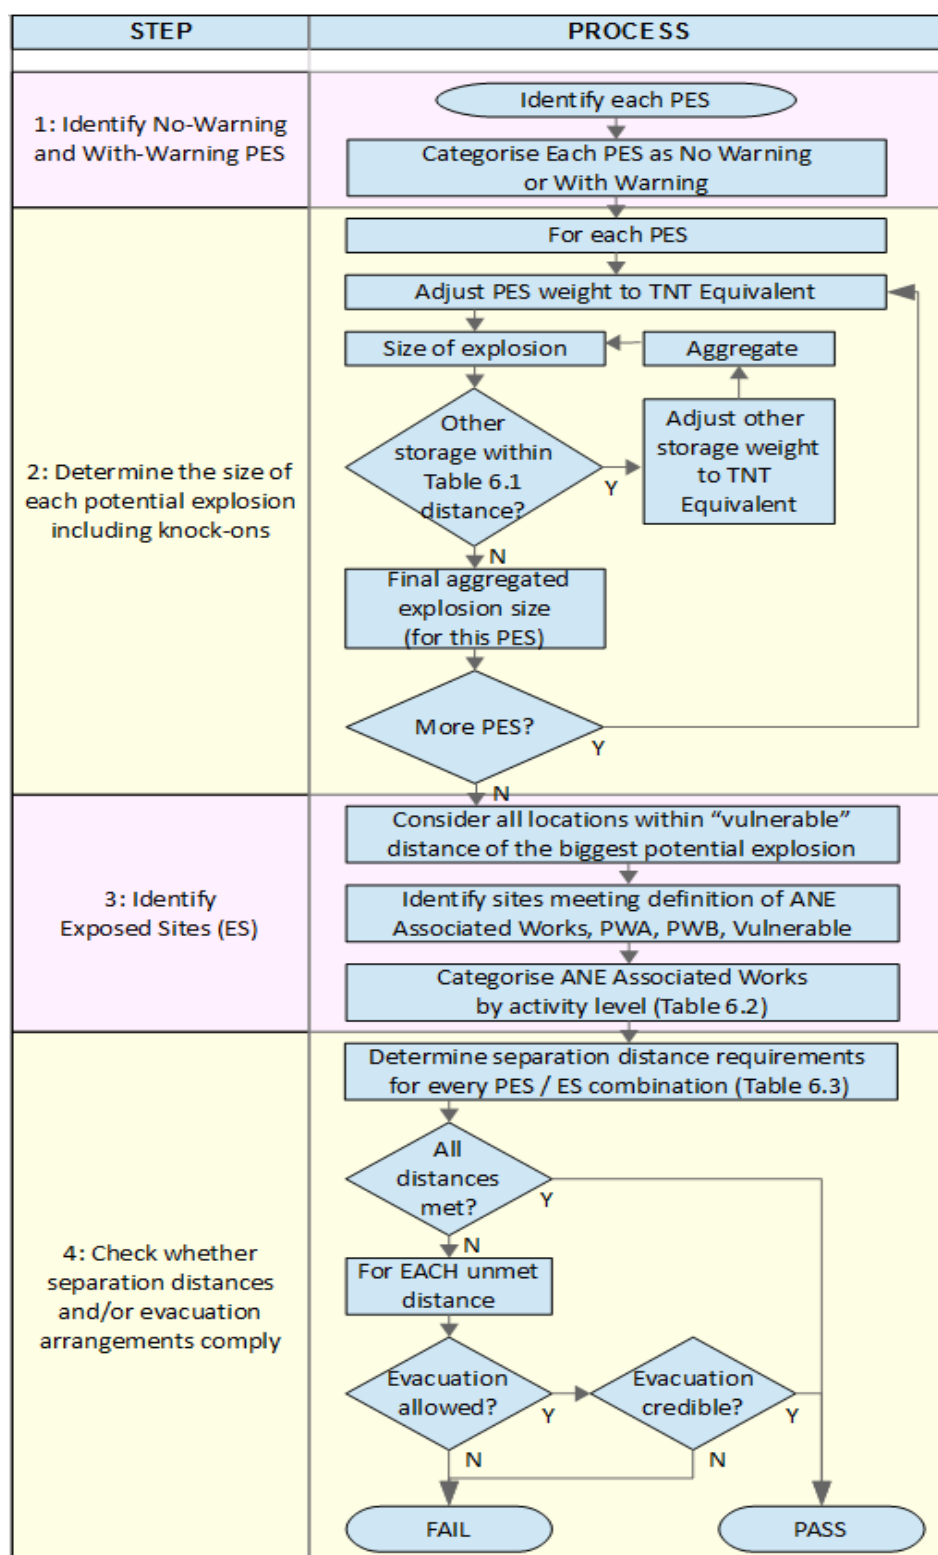 STEP
PROCESS
1: Identify No-Warning
and With-Warning PES
Identify each PES
Categorise Each PES as No Warning
or With Warning
2: Determine the size of
each potential explosion
including knock-ons
For each PES
Adjust PES weight to TNT Equivalent
Size of explosion
Aggregate
Other
storage within
Table 6.1
distance?
Y
Adjust other
storage weight
to TNT
Equivalent
N
Final aggregated
explosion size
(for this PES)
More PES?
Y
N
3: Identify
Exposed Sites (ES)
Consider all locations within “vulnerable”
distance of the biggest potential explosion
Identify sites meeting definition of ANE
Associated Works, PWA, PWB, Vulnerable
Categorise ANE Associated Works
by activity level (Table 6.2)
4: Check whether
separation distances
and/or evacuation
arrangements comply
Determine separation distance requirements
for every PES / ES combination (Table 6.3)
All
distances
met?
Y
N
For EACH unmet
distance
Evacuation
allowed?
Y
Evacuation
credible?
Y
N
N
FAIL
PASS